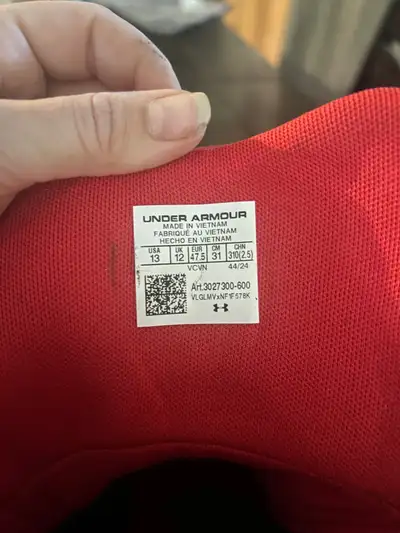 UNDER ARMOUR
MADE IN VIETNAM
FABRIQUÉ AU VIETNAM
HECHO EN VIETNAM
USA UK EUR CM CHN
13 12 47.5 31 310(2.5)
VCVN 44/24
Art.3027300-600
VLGLMVxNF1F578K